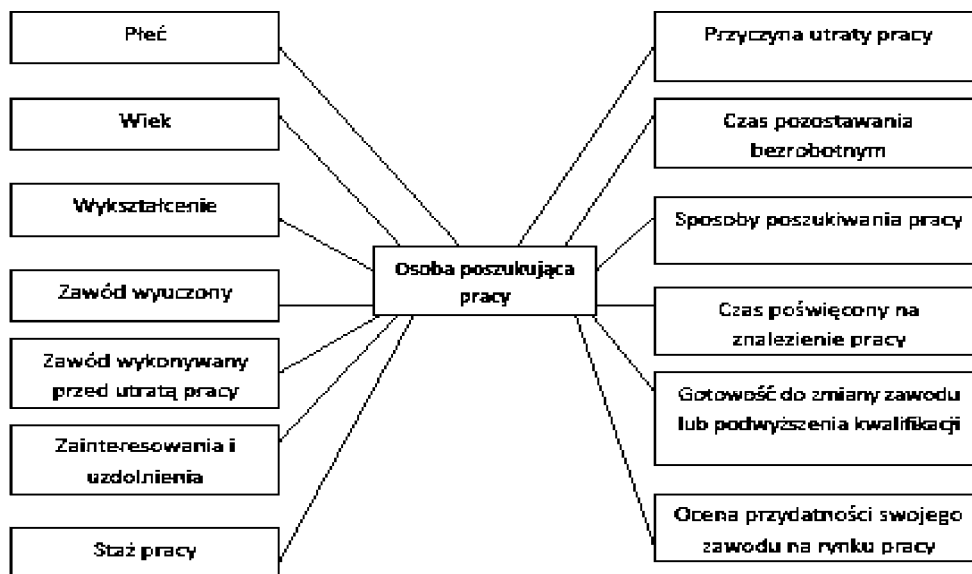 Płeć
Wiek
Wykształcenie
Zawód wyuczony
Zawód wykonywany
przed utratą pracy
Zainteresowania i
uzdolnienia
Staż pracy
Osoba poszukująca
pracy
Przyczyna utraty pracy
Czas pozostawania
bezrobotnym
Sposoby poszukiwania pracy
Czas poświęcony na
znalezienie pracy
Gotowość do zmiany zawodu
lub podwyższenia kwalifikacji
Ocena przydatności swojego
zawodu na rynku pracy